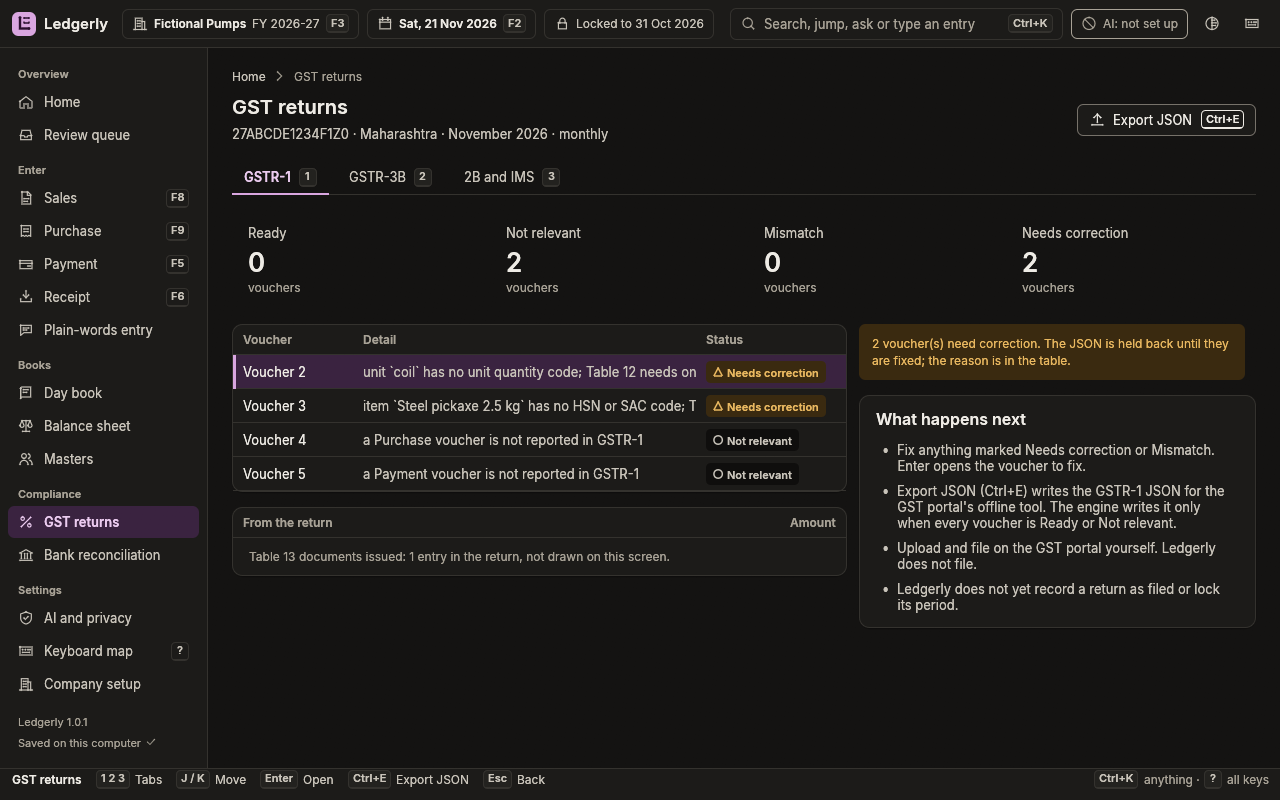 Ledgerly
Fictional Pumps FY 2026-27 F3
Sat, 21 Nov 2026 F2
Locked to 31 Oct 2026
Search, jump, ask or type an entry Ctrl+K
AI: not set up
Overview
Home
Review queue
Enter
Sales F8
Purchase F9
Payment F5
Receipt F6
Plain-words entry
Books
Day book
Balance sheet
Masters
Compliance
GST returns
Bank reconciliation
Settings
AI and privacy
Keyboard map ?
Company setup
Ledgerly 1.0.1
Saved on this computer
Home GST returns
GST returns
27ABCDE1234F1Z0 · Maharashtra · November 2026 · monthly
Export JSON Ctrl+E
GSTR-1 1 GSTR-3B 2 2B and IMS 3
Ready Not relevant Mismatch Needs correction
0 2 0 2
vouchers vouchers vouchers vouchers
Voucher Detail Status
Voucher 2 unit `coil` has no unit quantity code; Table 12 needs on Needs correction
Voucher 3 item `Steel pickaxe 2.5 kg` has no HSN or SAC code; T Needs correction
Voucher 4 a Purchase voucher is not reported in GSTR-1 Not relevant
Voucher 5 a Payment voucher is not reported in GSTR-1 Not relevant
From the return Amount
Table 13 documents issued: 1 entry in the return, not drawn on this screen.
2 voucher(s) need correction. The JSON is held back until they
are fixed; the reason is in the table.
What happens next
• Fix anything marked Needs correction or Mismatch.
Enter opens the voucher to fix.
• Export JSON (Ctrl+E) writes the GSTR-1 JSON for the
GST portal's offline tool. The engine writes it only
when every voucher is Ready or Not relevant.
• Upload and file on the GST portal yourself. Ledgerly
does not file.
• Ledgerly does not yet record a return as filed or lock
its period.
GST returns 1 2 3 Tabs J / K Move Enter Open Ctrl+E Export JSON Esc Back
Ctrl+K anything · ? all keys